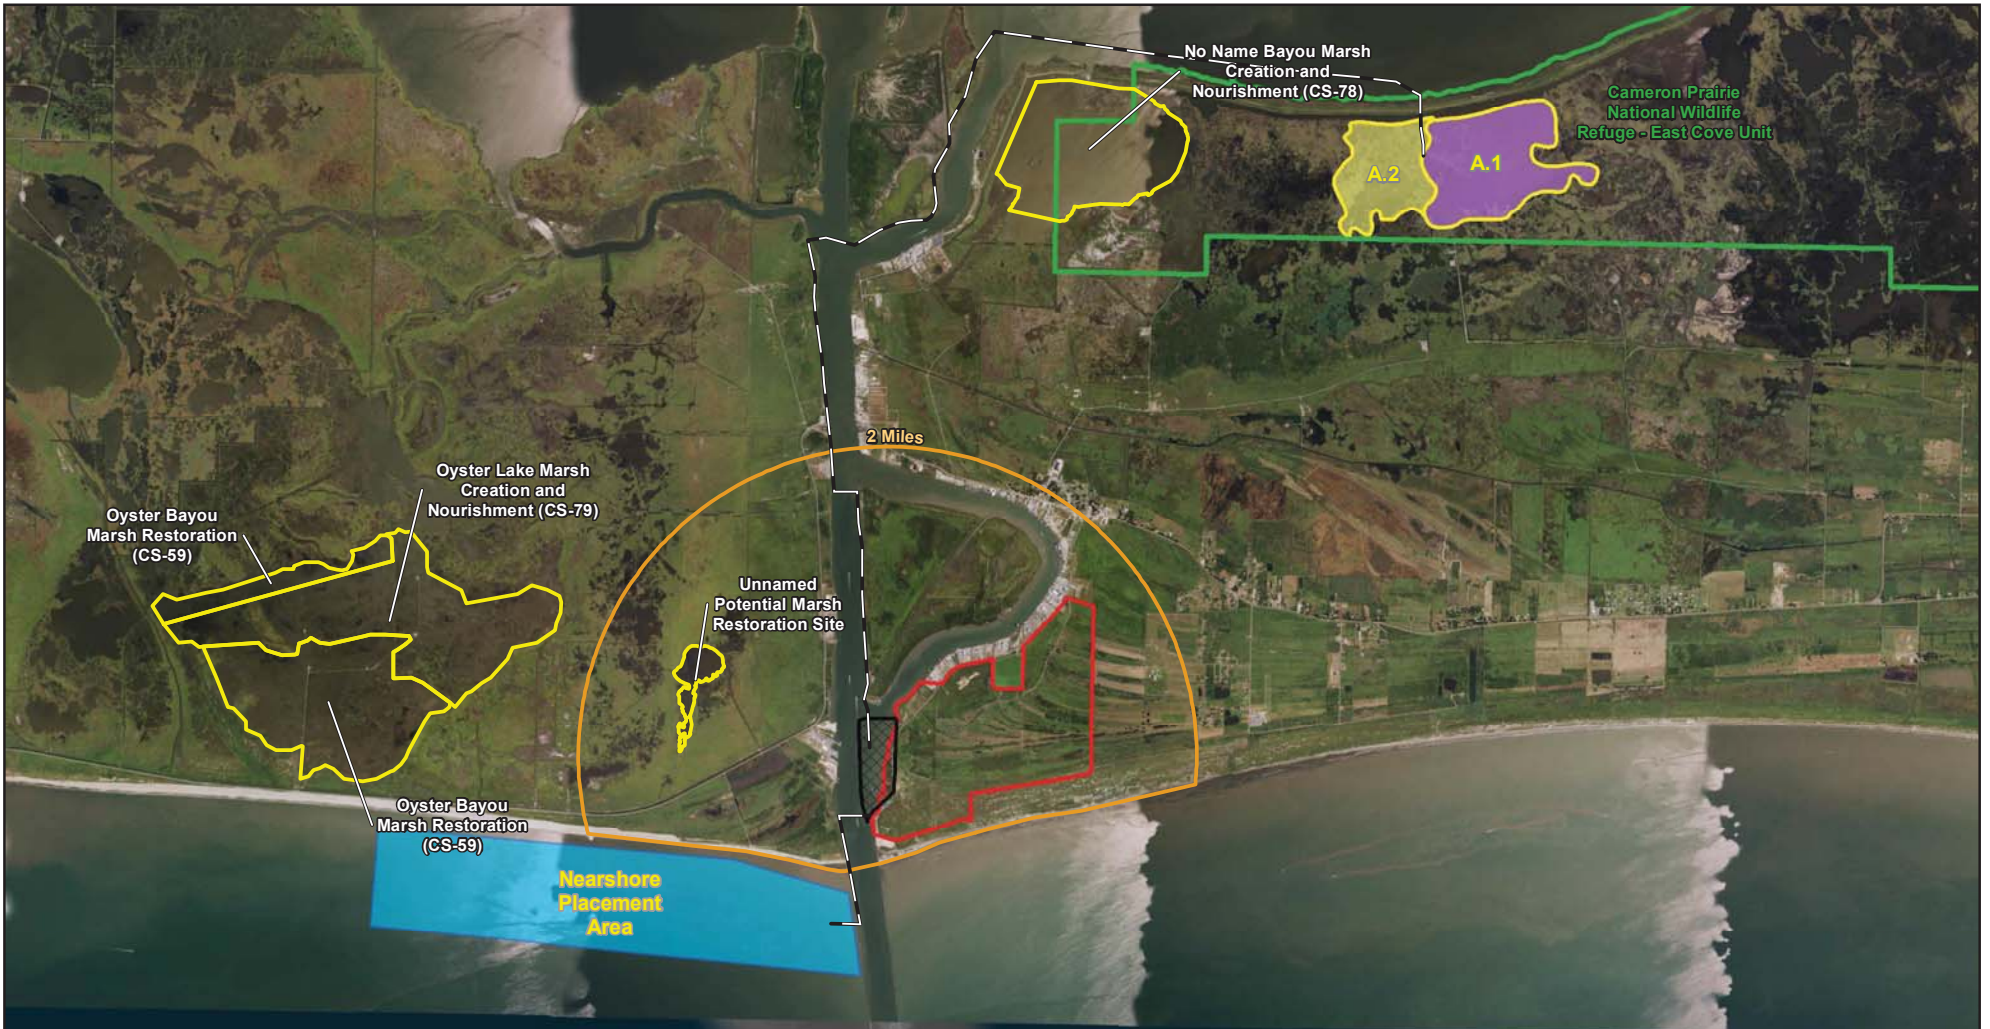 No Name Bayou Marsh
Creation and
Nourishment (CS-78)
Cameron Prairie
National Wildlife
Refuge - East Cove Unit
A.2
A.1
2 Miles
Oyster Lake Marsh
Creation and
Nourishment (CS-79)
Oyster Bayou
Marsh Restoration
(CS-59)
Unnamed
Potential Marsh
Restoration Site
Oyster Bayou
Marsh Restoration
(CS-59)
Nearshore
Placement
Area